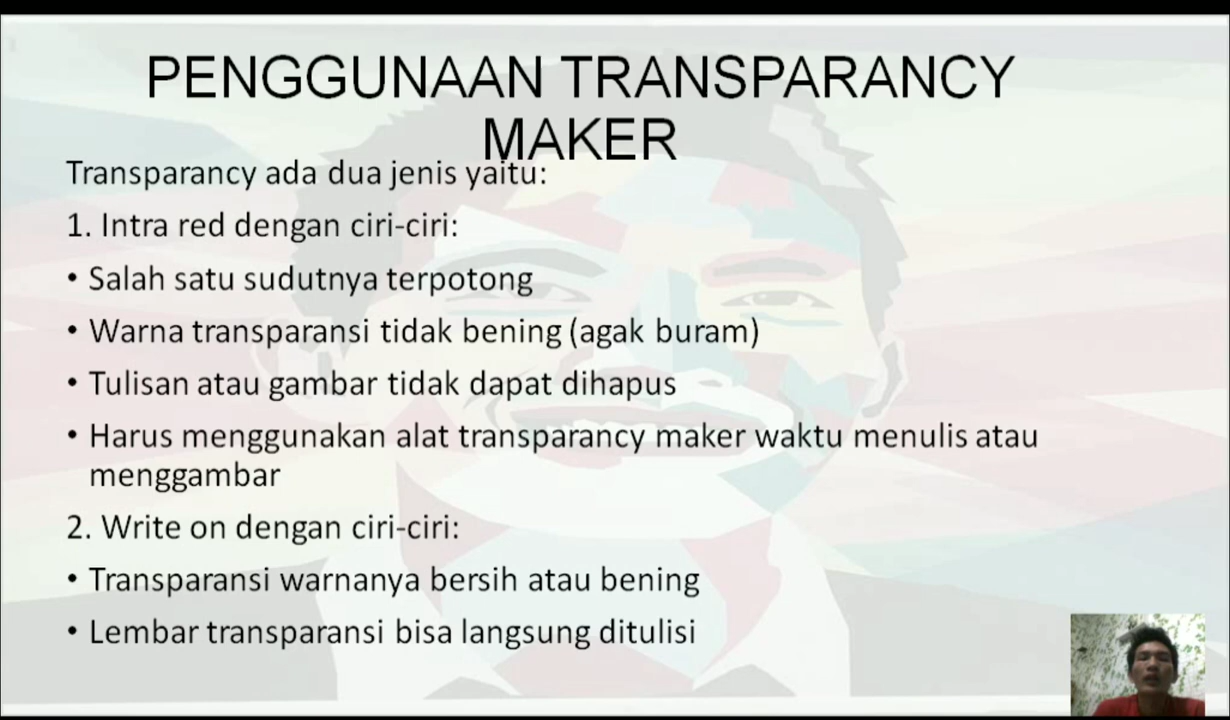 PENGGUNAAN TRANSPARANCY
MAKER
Transparancy ada dua jenis yaitu:
1. Intra red dengan ciri-ciri:
• Salah satu sudutnya terpotong
• Warna transparansi tidak bening (agak buram)
• Tulisan atau gambar tidak dapat dihapus
• Harus menggunakan alat transparancy maker waktu menulis atau
menggambar
2. Write on dengan ciri-ciri:
• Transparansi warnanya bersih atau bening
• Lembar transparansi bisa langsung ditulisi